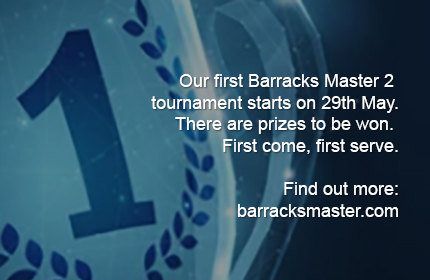 1
Our first Barracks Master 2
tournament starts on 29th May.
There are prizes to be won.
First come, first serve.
Find out more:
barracksmaster.com